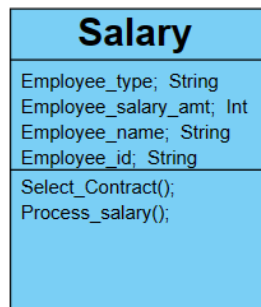 Salary
Employee_type; String
Employee_salary_amt; Int
Employee_name; String
Employee_id; String
Select_Contract();
Process_salary();